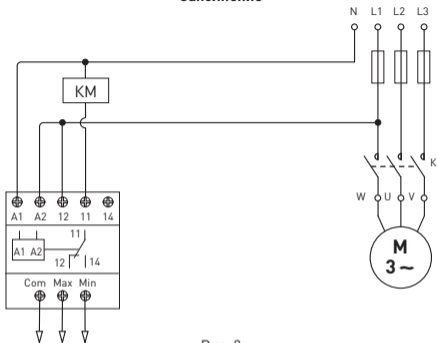 N L1 L2 L3
KM
K
W U V
A1 A2 12 11 14
11
A1 A2
12 14
M
3~
Com Max Min